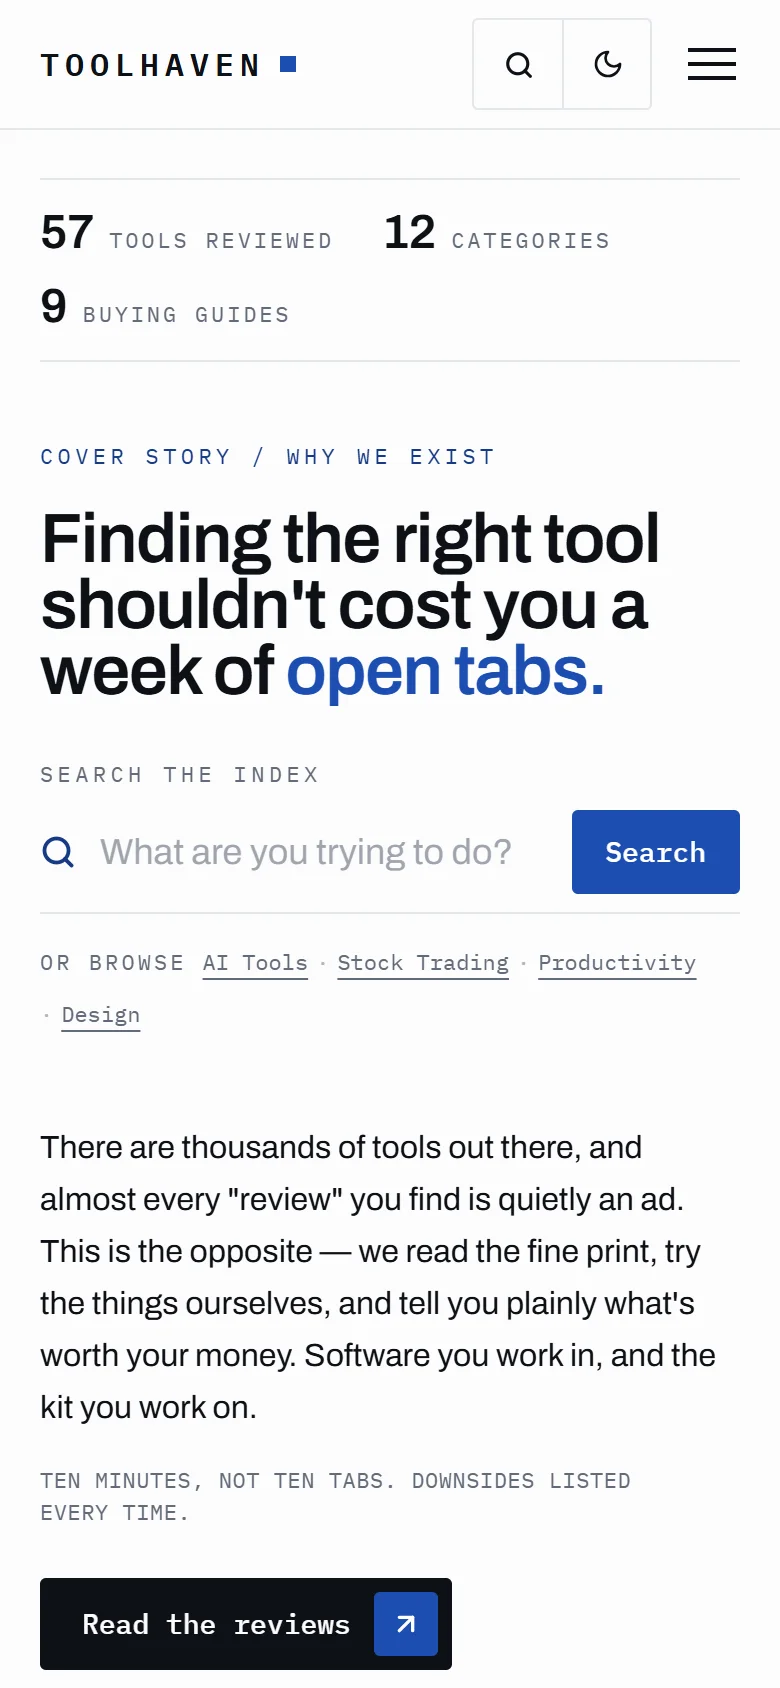 TOOLHAVEN
57 TOOLS REVIEWED 12 CATEGORIES
9 BUYING GUIDES
COVER STORY / WHY WE EXIST
Finding the right tool
shouldn't cost you a
week of open tabs.
SEARCH THE INDEX
What are you trying to do? Search
OR BROWSE AI Tools · Stock Trading · Productivity
· Design
There are thousands of tools out there, and
almost every "review" you find is quietly an ad.
This is the opposite — we read the fine print, try
the things ourselves, and tell you plainly what's
worth your money. Software you work in, and the
kit you work on.
TEN MINUTES, NOT TEN TABS. DOWNSIDES LISTED
EVERY TIME.
Read the reviews